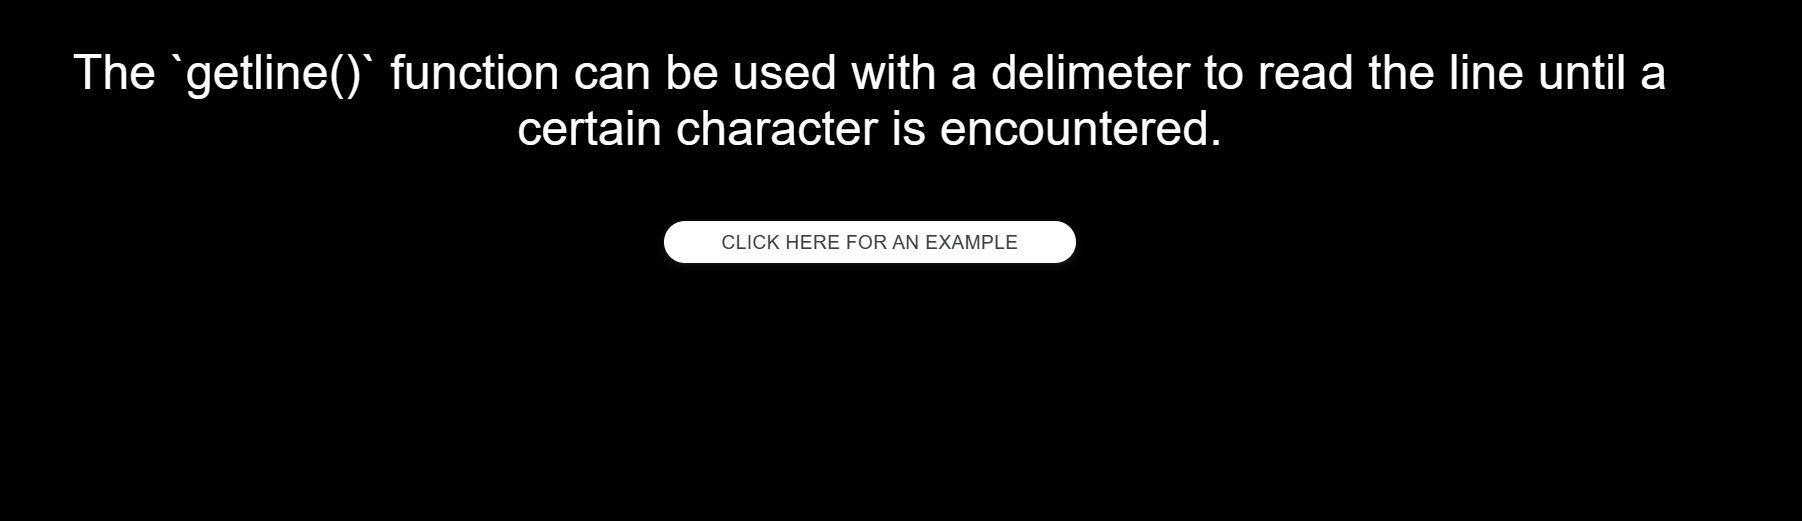 The `getline()` function can be used with a delimeter to read the line until a
certain character is encountered.
CLICK HERE FOR AN EXAMPLE